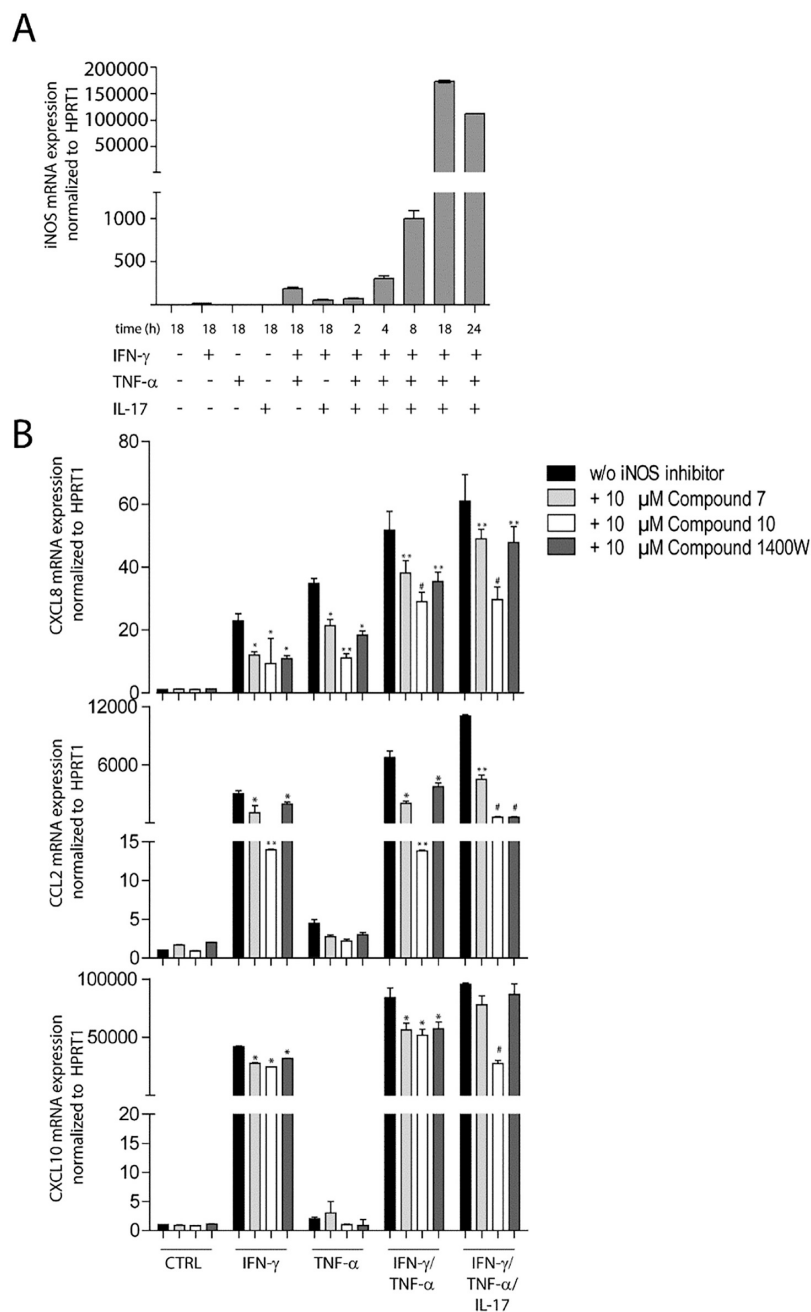 A
iNOS mRNA expression
normalized to HPRT1
200000
150000
100000
50000
1000
500
time (h) 18 18 18 18 18 18 2 4 8 18 24
IFN-γ - + - - + + + + + + +
TNF-α - - + - + - + + + + +
IL-17 - - - + - + + + + + +
B
CXCL8 mRNA expression
normalized to HPRT1
80
60
40
20
0
* * * * ** * ** # ** ** # **
w/o iNOS inhibitor
+ 10 µM Compound 7
+ 10 µM Compound 10
+ 10 µM Compound 1400W
CCL2 mRNA expression
normalized to HPRT1
12000
6000
15
10
5
0
* ** * * ** * ** # #
CXCL10 mRNA expression
normalized to HPRT1
100000
50000
20
15
10
5
0
* * * * * * #
CTRL IFN-γ TNF-α IFN-γ/ IFN-γ/
TNF-α TNF-α/
IL-17